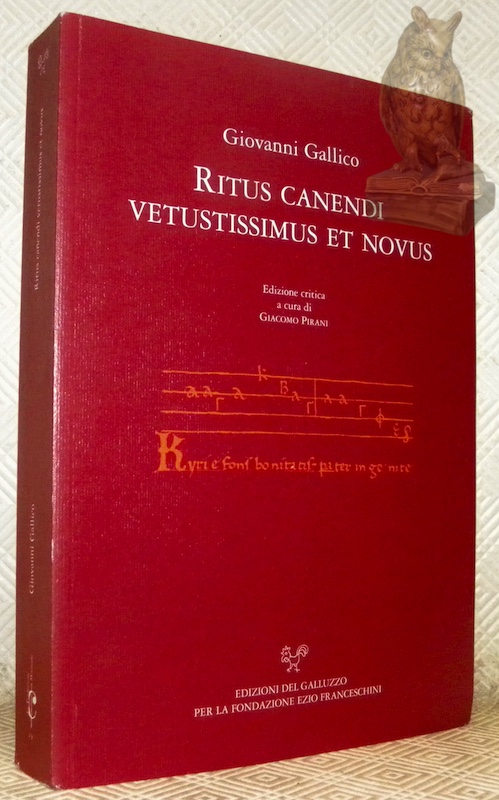 Giovanni Gallico
RITUS CANENDI
VETUSTISSIMUS ET NOVUS
Edizione critica
a cura di
GIACOMO PIRANI
Kyrie fons bonitatis pater ingenite
EDIZIONI DEL GALLUZZO
PER LA FONDAZIONE EZIO FRANCESCHINI
Ritus canendi vetustissimus et novus
Giovanni Gallico